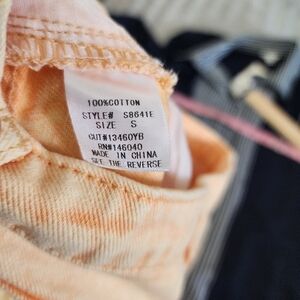 100%COTTON
STYLE# S8641E
SIZE S
CUT#13460YB
RN#146040
MADE IN CHINA
SEE THE REVERSE